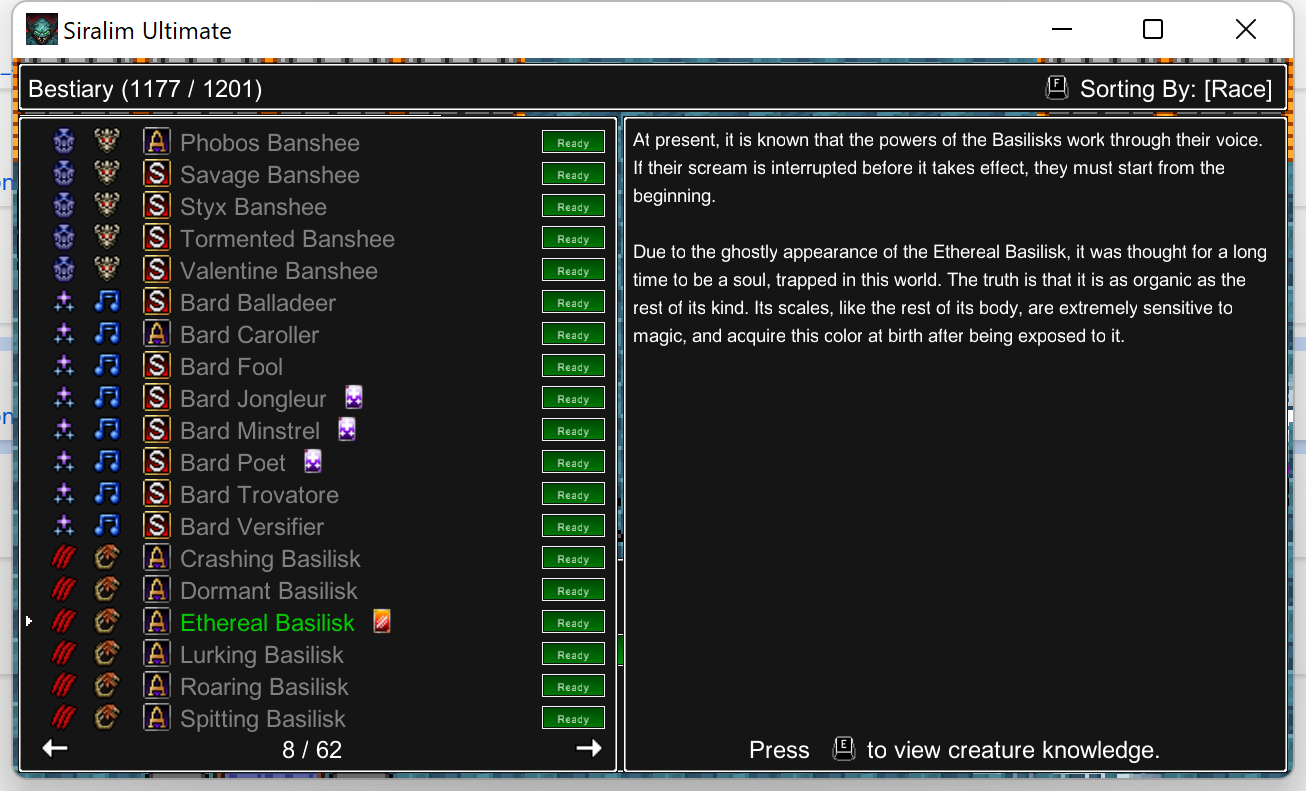 Siralim Ultimate
Bestiary (1177 / 1201)
F Sorting By: [Race]
A Phobos Banshee Ready
S Savage Banshee Ready
S Styx Banshee Ready
S Tormented Banshee Ready
S Valentine Banshee Ready
S Bard Balladeer Ready
A Bard Caroller Ready
S Bard Fool Ready
S Bard Jongleur Ready
S Bard Minstrel Ready
S Bard Poet Ready
S Bard Trovatore Ready
S Bard Versifier Ready
A Crashing Basilisk Ready
A Dormant Basilisk Ready
A Ethereal Basilisk Ready
A Lurking Basilisk Ready
A Roaring Basilisk Ready
A Spitting Basilisk Ready
8 / 62
At present, it is known that the powers of the Basilisks work through their voice.
If their scream is interrupted before it takes effect, they must start from the
beginning.
Due to the ghostly appearance of the Ethereal Basilisk, it was thought for a long
time to be a soul, trapped in this world. The truth is that it is as organic as the
rest of its kind. Its scales, like the rest of its body, are extremely sensitive to
magic, and acquire this color at birth after being exposed to it.
Press E to view creature knowledge.
on
on